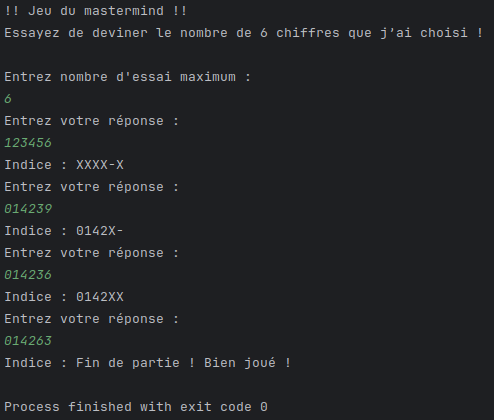 !! Jeu du mastermind !!
Essayez de deviner le nombre de 6 chiffres que j'ai choisi !
Entrez nombre d'essai maximum :
6
Entrez votre réponse :
123456
Indice : XXXX-X
Entrez votre réponse :
014239
Indice : 0142X-
Entrez votre réponse :
014236
Indice : 0142XX
Entrez votre réponse :
014263
Indice : Fin de partie ! Bien joué !
Process finished with exit code 0